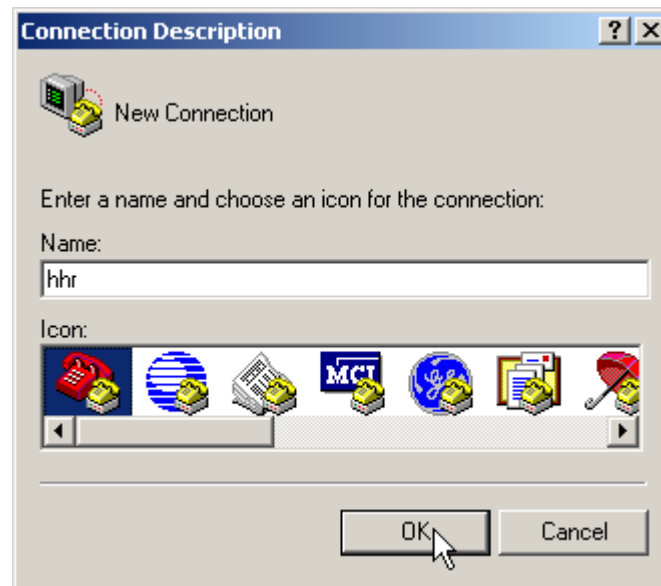 Connection Description
New Connection
Enter a name and choose an icon for the connection:
Name:
hhr
Icon:
MCI
OK
Cancel